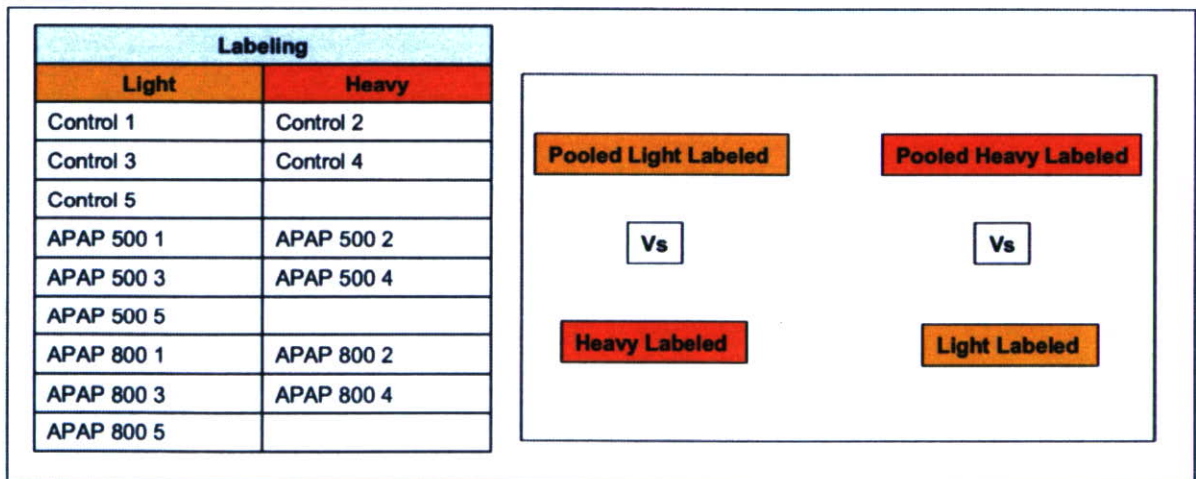 Labeling
Light Heavy
Control 1 Control 2
Control 3 Control 4
Control 5
APAP 500 1 APAP 500 2
APAP 500 3 APAP 500 4
APAP 500 5
APAP 800 1 APAP 800 2
APAP 800 3 APAP 800 4
APAP 800 5
Pooled Light Labeled Pooled Heavy Labeled
Vs Vs
Heavy Labeled Light Labeled